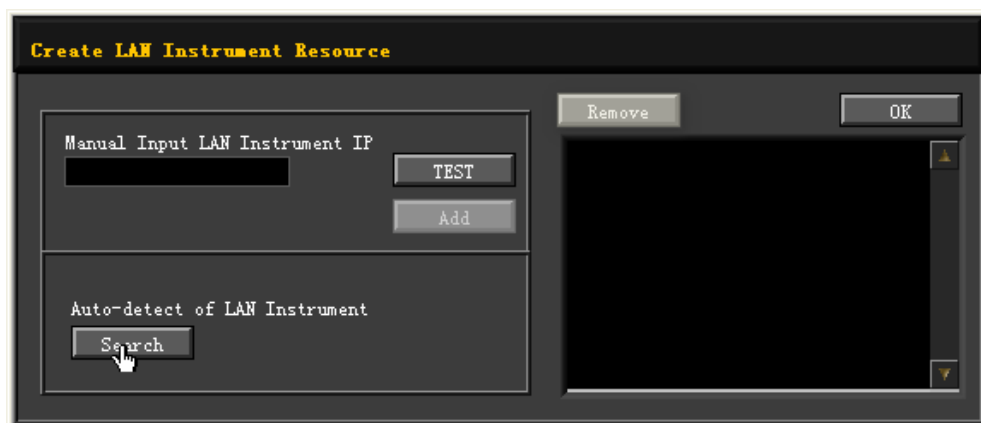 Create LAN Instrument Resource
Remove
OK
Manual Input LAN Instrument IP
TEST
Add
Auto-detect of LAN Instrument
Search